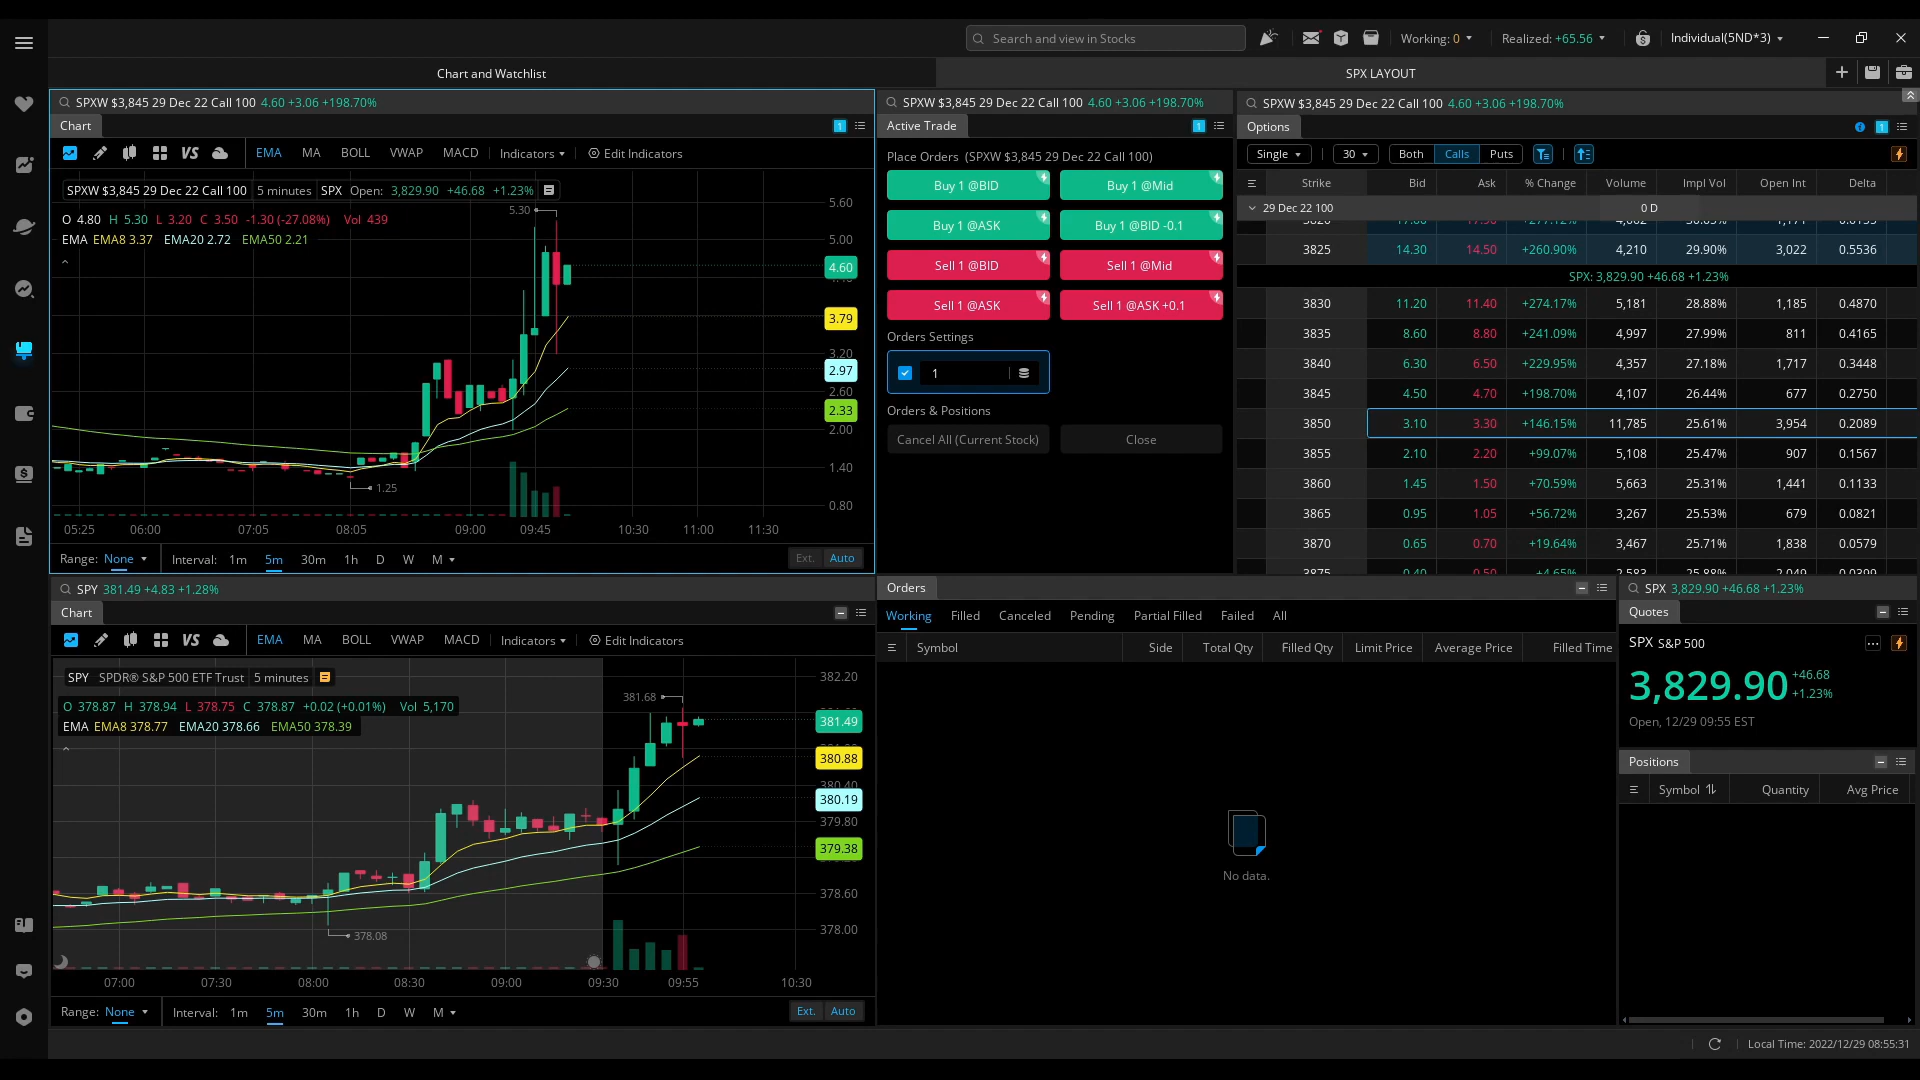 Search and view in Stocks
Working: 0
Realized: +65.56
Individual(5ND*3)
Chart and Watchlist
SPX LAYOUT
SPXW $3,845 29 Dec 22 Call 100 4.60 +3.06 +198.70%
Chart
1
VS EMA MA BOLL VWAP MACD Indicators Edit Indicators
SPXW $3,845 29 Dec 22 Call 100 5 minutes SPX Open: 3,829.90 +46.68 +1.23%
O 4.80 H 5.30 L 3.20 C 3.50 -1.30 (-27.08%) Vol 439
EMA EMA8 3.37 EMA20 2.72 EMA50 2.21
5.30
1.25
5.60
5.00
4.60
3.79
3.20
2.97
2.60
2.33
2.00
1.40
0.80
05:25 06:00 07:05 08:05 09:00 09:45 10:30 11:00 11:30
Range: None Interval: 1m 5m 30m 1h D W M Ext. Auto
SPXW $3,845 29 Dec 22 Call 100 4.60 +3.06 +198.70%
Active Trade
1
Place Orders (SPXW $3,845 29 Dec 22 Call 100)
Buy 1 @BID Buy 1 @Mid
Buy 1 @ASK Buy 1 @BID -0.1
Sell 1 @BID Sell 1 @Mid
Sell 1 @ASK Sell 1 @ASK +0.1
Orders Settings
1
Orders & Positions
Cancel All (Current Stock) Close
SPXW $3,845 29 Dec 22 Call 100 4.60 +3.06 +198.70%
Options
1
Single 30 Both Calls Puts
Strike Bid Ask % Change Volume Impl Vol Open Int Delta
29 Dec 22 100 0 D
3825 14.30 14.50 +260.90% 4,210 29.90% 3,022 0.5536
SPX: 3,829.90 +46.68 +1.23%
3830 11.20 11.40 +274.17% 5,181 28.88% 1,185 0.4870
3835 8.60 8.80 +241.09% 4,997 27.99% 811 0.4165
3840 6.30 6.50 +229.95% 4,357 27.18% 1,717 0.3448
3845 4.50 4.70 +198.70% 4,107 26.44% 677 0.2750
3850 3.10 3.30 +146.15% 11,785 25.61% 3,954 0.2089
3855 2.10 2.20 +99.07% 5,108 25.47% 907 0.1567
3860 1.45 1.50 +70.59% 5,663 25.31% 1,441 0.1133
3865 0.95 1.05 +56.72% 3,267 25.53% 679 0.0821
3870 0.65 0.70 +19.64% 3,467 25.71% 1,838 0.0579
SPY 381.49 +4.83 +1.28%
Chart
VS EMA MA BOLL VWAP MACD Indicators Edit Indicators
SPY SPDR® S&P 500 ETF Trust 5 minutes
O 378.87 H 378.94 L 378.75 C 378.87 +0.02 (+0.01%) Vol 5,170
EMA EMA8 378.77 EMA20 378.66 EMA50 378.39
381.68
378.08
382.20
381.49
380.88
380.40
380.19
379.80
379.38
378.60
378.00
07:00 07:30 08:00 08:30 09:00 09:30 09:55 10:30
Range: None Interval: 1m 5m 30m 1h D W M Ext. Auto
Orders
Working Filled Canceled Pending Partial Filled Failed All
Symbol Side Total Qty Filled Qty Limit Price Average Price Filled Time
No data.
SPX 3,829.90 +46.68 +1.23%
Quotes
SPX S&P 500
3,829.90 +46.68
+1.23%
Open, 12/29 09:55 EST
Positions
Symbol Quantity Avg Price
Local Time: 2022/12/29 08:55:31